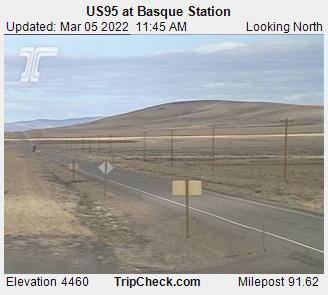 US95 at Basque Station
Updated: Mar 05 2022 11:45 AM Looking North
Elevation 4460 TripCheck.com Milepost 91.62